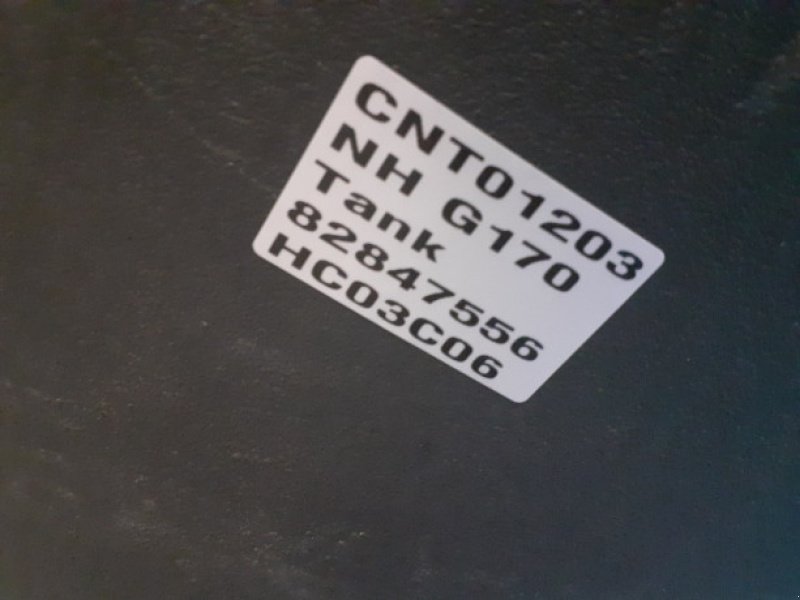 CNT01203
NH G170
Tank
82847556
HC03C06